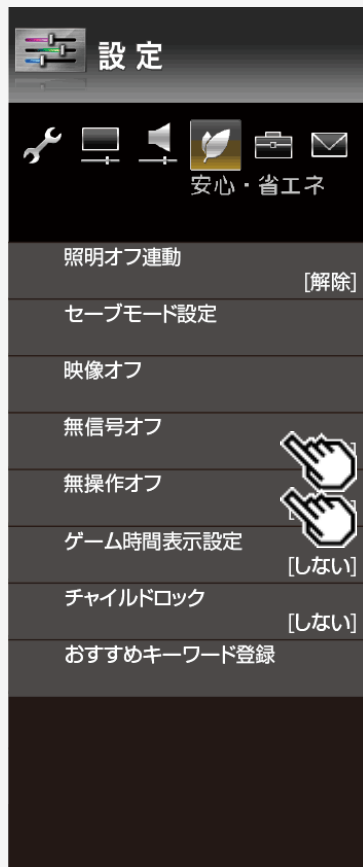 設定
安心・省エネ
照明オフ連動
[解除]
セーブモード設定
映像オフ
無信号オフ
無操作オフ
ゲーム時間表示設定
[しない]
チャイルドロック
[しない]
おすすめキーワード登録